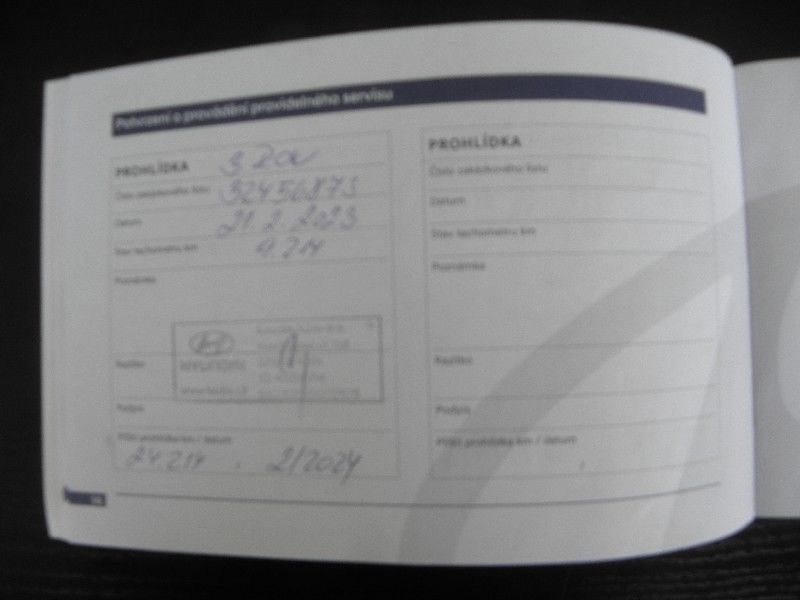 Potvrzení o provádění pravidelného servisu
PROHLÍDKA 3 ROK
Číslo zakázkového listu 32456873
Datum 21.2.2023
Stav tachometru km 9.214
Poznámka
HYUNDAI
Razítko
Podpis
Příští prohlídka km / datum
24.214 . 2/2024
PROHLÍDKA
Číslo zakázkového listu
Datum
Stav tachometru km
Poznámka
Razítko
Podpis
Příští prohlídka km / datum